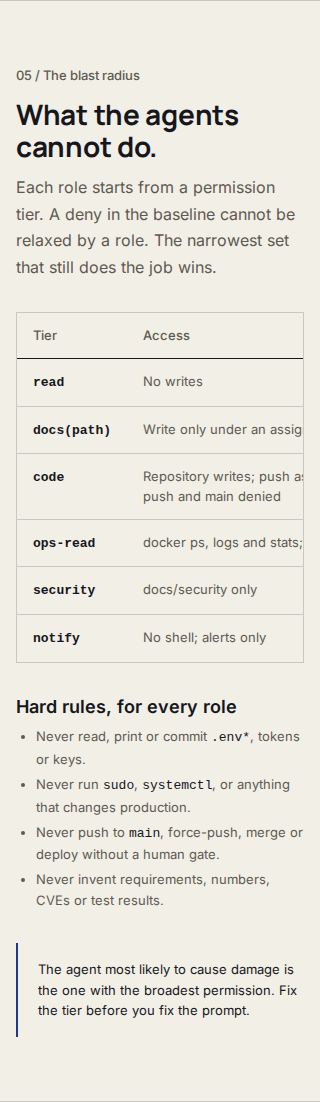 05 / The blast radius
What the agents
cannot do.
Each role starts from a permission
tier. A deny in the baseline cannot be
relaxed by a role. The narrowest set
that still does the job wins.
Tier Access
read No writes
docs(path) Write only under an
code Repository writes; push
push and main denied
ops-read docker ps, logs and stats;
security docs/security only
notify No shell; alerts only
Hard rules, for every role
• Never read, print or commit .env*, tokens
or keys.
• Never run sudo, systemctl, or anything
that changes production.
• Never push to main, force-push, merge or
deploy without a human gate.
• Never invent requirements, numbers,
CVEs or test results.
The agent most likely to cause damage is
the one with the broadest permission. Fix
the tier before you fix the prompt.